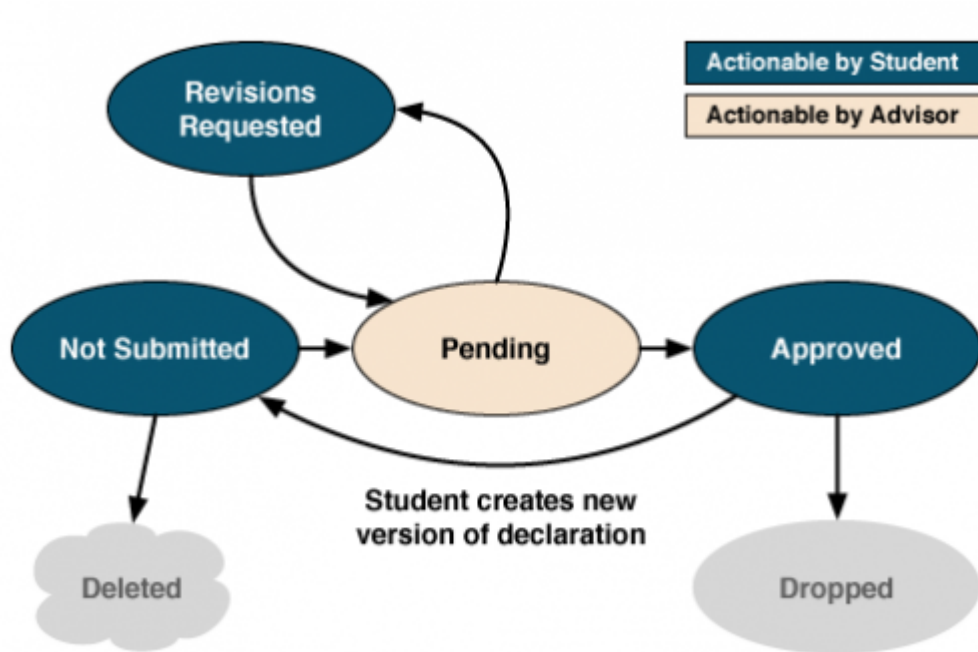 Actionable by Student
Actionable by Advisor
Revisions
Requested
Not Submitted
Pending
Approved
Student creates new
version of declaration
Deleted
Dropped